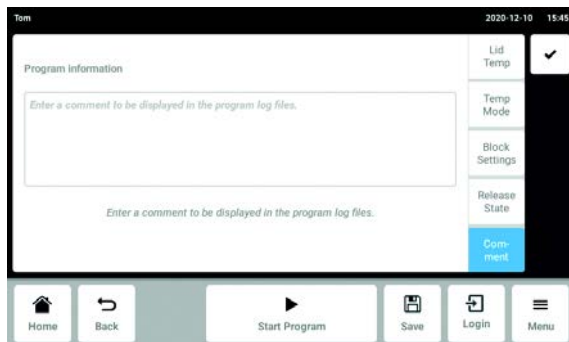 Tom
2020-12-10 15:45
Program information
Enter a comment to be displayed in the program log files.
Enter a comment to be displayed in the program log files.
Lid
Temp
Temp
Mode
Block
Settings
Release
State
Com-
ment
Home
Back
Start Program
Save
Login
Menu